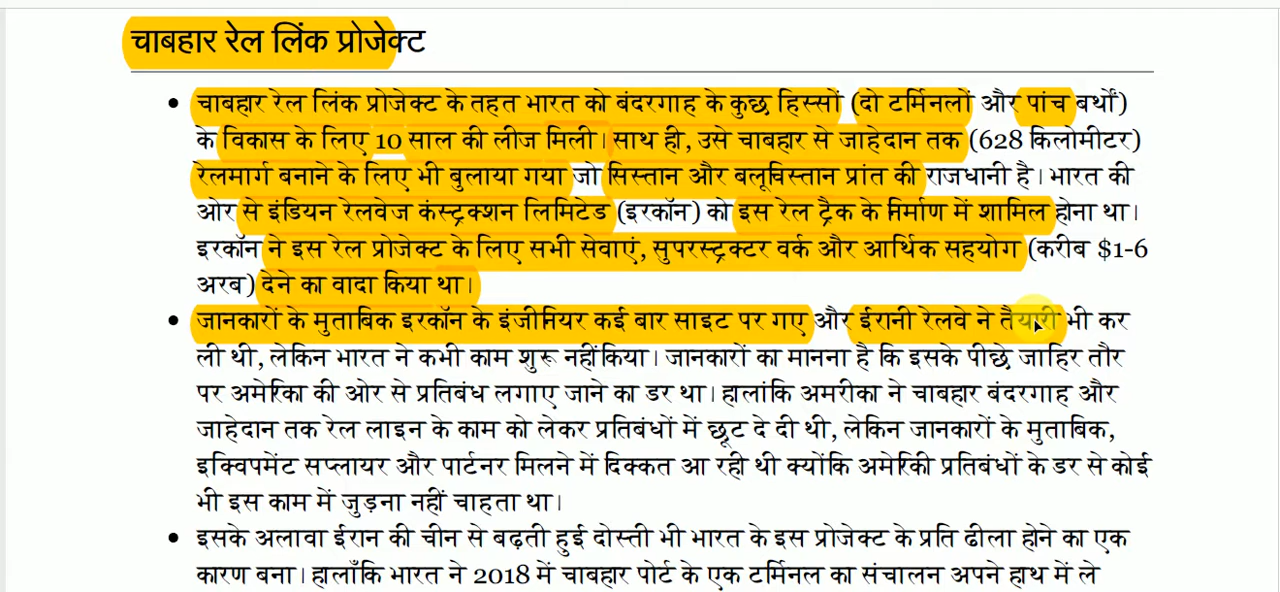 चाबहार रेल लिंक प्रोजेक्ट
• चाबहार रेल लिंक प्रोजेक्ट के तहत भारत को बंदरगाह के कुछ हिस्सों (दो टर्मिनलों और पांच बर्थों)
के विकास के लिए 10 साल की लीज मिली। साथ ही, उसे चाबहार से जाहेदान तक (628 किलोमीटर)
रेलमार्ग बनाने के लिए भी बुलाया गया जो सिस्तान और बलूचिस्तान प्रांत की राजधानी है। भारत की
ओर से इंडियन रेलवेज कंस्ट्रक्शन लिमिटेड (इरकॉन) को इस रेल ट्रैक के निर्माण में शामिल होना था।
इरकॉन ने इस रेल प्रोजेक्ट के लिए सभी सेवाएं, सुपरस्ट्रक्टर वर्क और आर्थिक सहयोग (करीब $1-6
अरब) देने का वादा किया था।
• जानकारों के मुताबिक इरकॉन के इंजीनियर कई बार साइट पर गए और ईरानी रेलवे ने तैयारी भी कर
ली थी, लेकिन भारत ने कभी काम शुरू नहींकिया। जानकारों का मानना है कि इसके पीछे जाहिर तौर
पर अमेरिका की ओर से प्रतिबंध लगाए जाने का डर था। हालांकि अमरीका ने चाबहार बंदरगाह और
जाहेदान तक रेल लाइन के काम को लेकर प्रतिबंधों में छूट दे दी थी, लेकिन जानकारों के मुताबिक,
इक्विपमेंट सप्लायर और पार्टनर मिलने में दिक्कत आ रही थी क्योंकि अमेरिकी प्रतिबंधों के डर से कोई
भी इस काम में जुड़ना नहीं चाहता था।
• इसके अलावा ईरान की चीन से बढ़ती हुई दोस्ती भी भारत के इस प्रोजेक्ट के प्रति ढीला होने का एक
कारण बना। हालाँकि भारत ने 2018 में चाबहार पोर्ट के एक टर्मिनल का संचालन अपने हाथ में ले